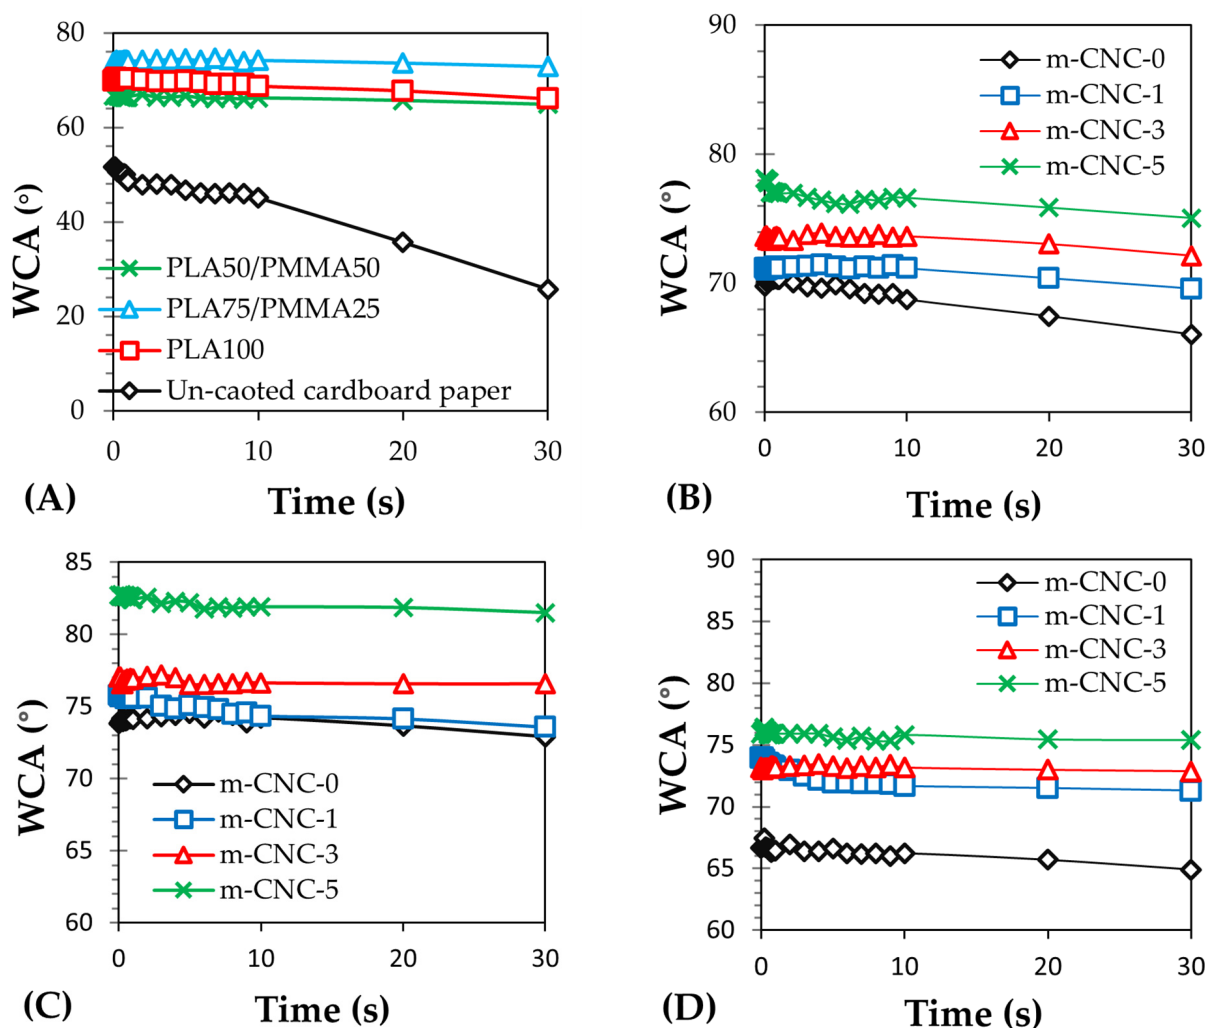 80
60
40
20
0
WCA (°)
PLA50/PMMA50
PLA75/PMMA25
PLA100
Un-caoted cardboard paper
0 10 20 30
(A) Time (s)
90
80
70
60
WCA (°)
m-CNC-0
m-CNC-1
m-CNC-3
m-CNC-5
0 10 20 30
(B) Time (s)
85
80
75
70
65
60
WCA (°)
m-CNC-0
m-CNC-1
m-CNC-3
m-CNC-5
0 10 20 30
(C) Time (s)
90
85
80
75
70
65
60
WCA (°)
m-CNC-0
m-CNC-1
m-CNC-3
m-CNC-5
0 10 20 30
(D) Time (s)